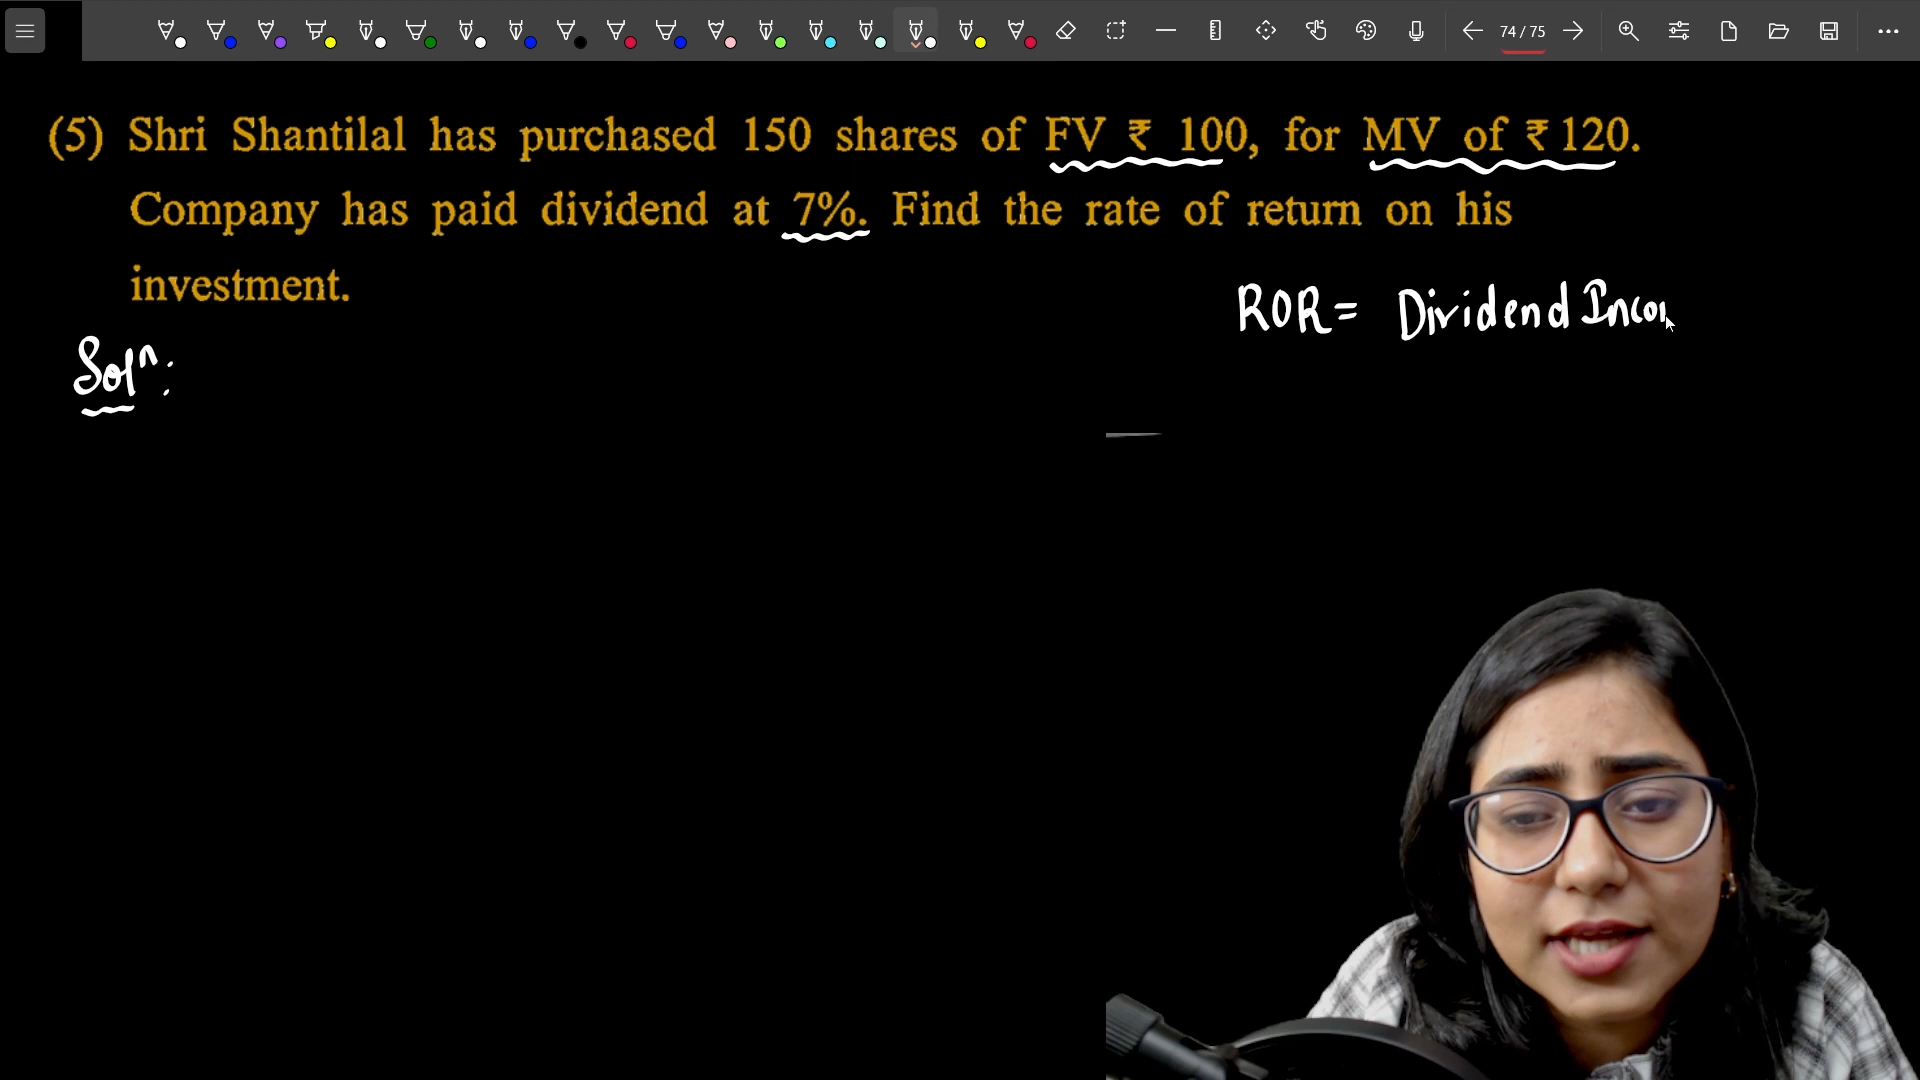 74 / 75
(5) Shri Shantilal has purchased 150 shares of FV ₹ 100, for MV of ₹ 120.
Company has paid dividend at 7%. Find the rate of return on his
investment.
ROR = Dividend Incom
Solⁿ: